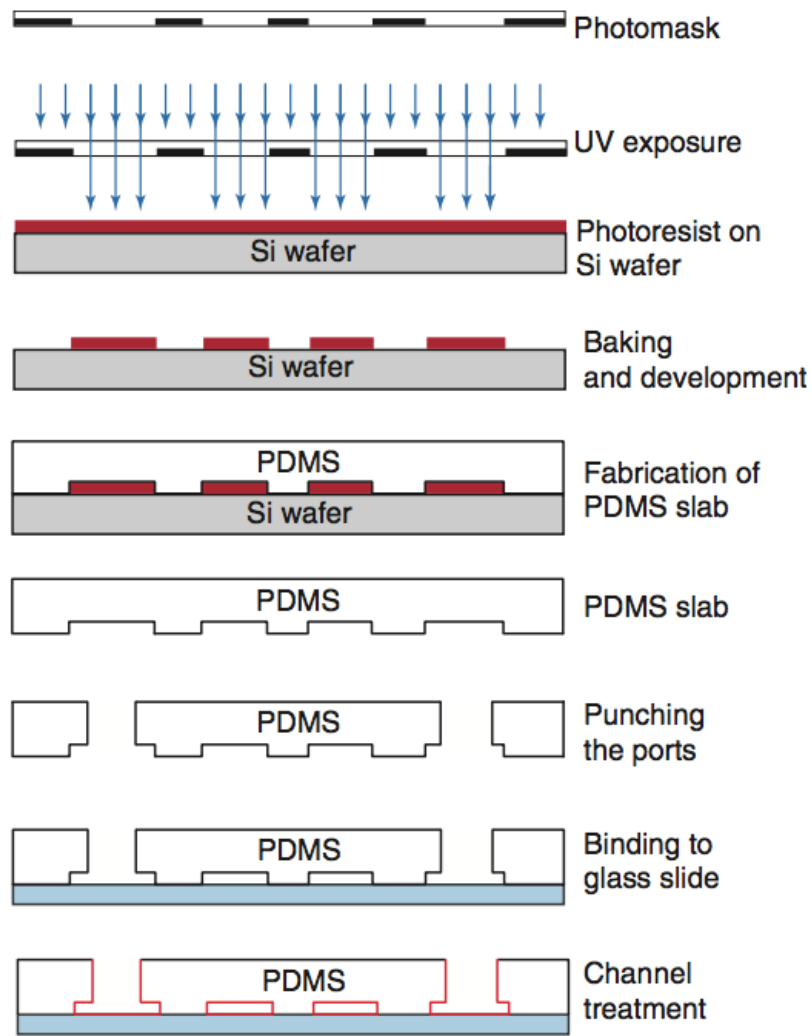 Photomask
UV exposure
Photoresist on
Si wafer
Si wafer
Baking
and development
Si wafer
PDMS
Fabrication of
PDMS slab
Si wafer
PDMS
PDMS slab
PDMS
Punching
the ports
PDMS
Binding to
glass slide
PDMS
Channel
treatment